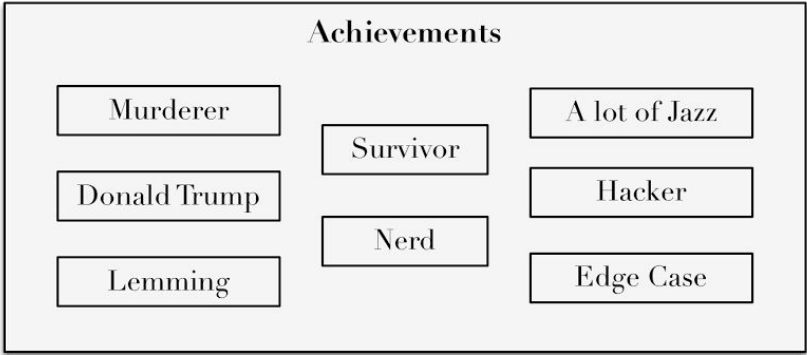 Achievements
Murderer
Donald Trump
Lemming
Survivor
Nerd
A lot of Jazz
Hacker
Edge Case